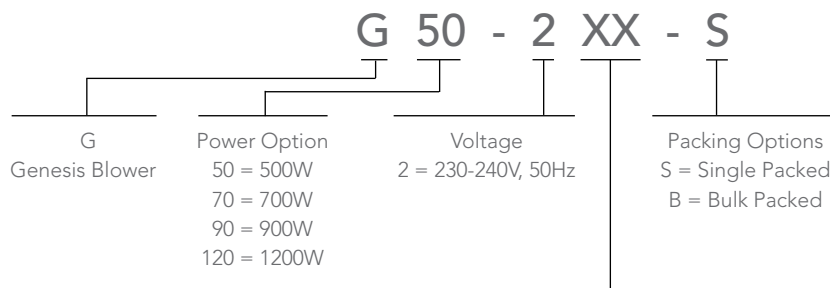 G 50 - 2 XX - S
G
Genesis Blower
Power Option
50 = 500W
70 = 700W
90 = 900W
120 = 1200W
Voltage
2 = 230-240V, 50Hz
Packing Options
S = Single Packed
B = Bulk Packed